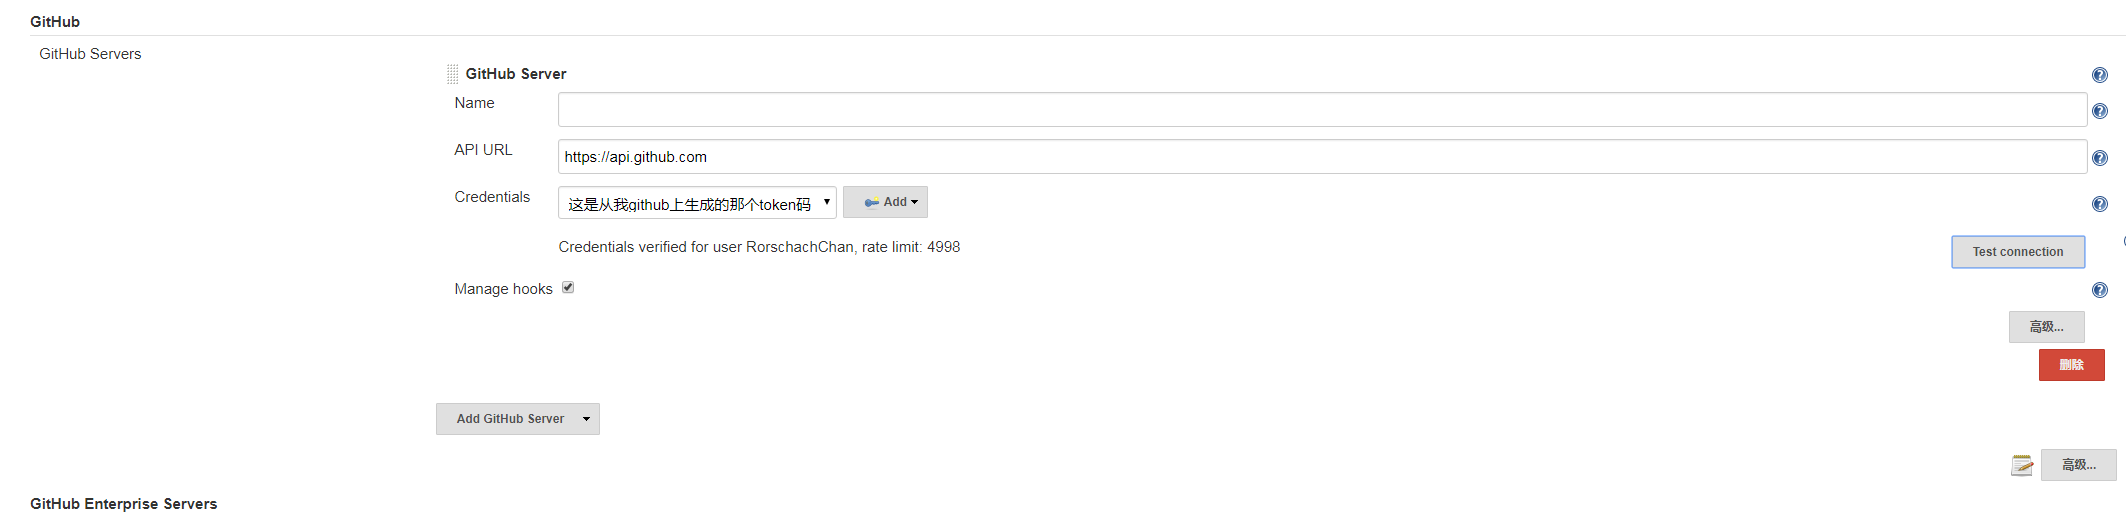 GitHub
GitHub Servers
GitHub Server
Name
API URL
https://api.github.com
Credentials
这是从我github上生成的那个token码
Add
Credentials verified for user RorschachChan, rate limit: 4998
Test connection
Manage hooks
高级...
删除
Add GitHub Server
高级...
GitHub Enterprise Servers